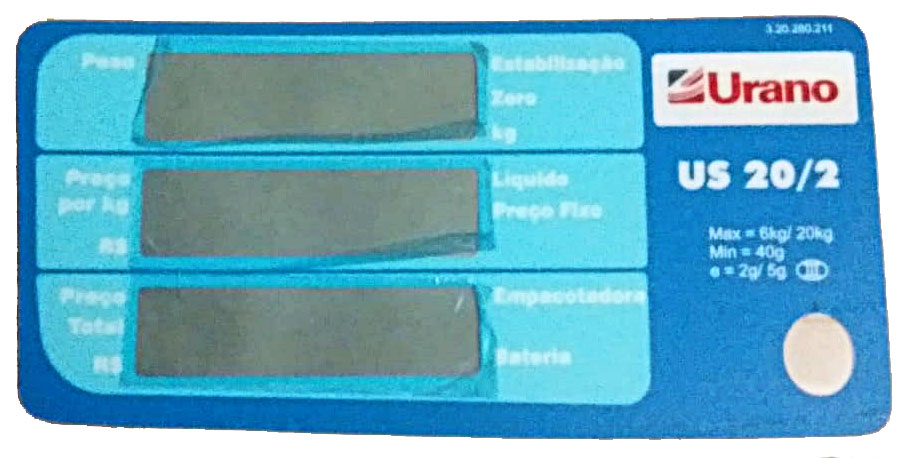 3.20.280.211
Peso
Estabilização
Zero
kg
Preço
por kg
R$
Líquido
Preço Fixo
Preço
Total
R$
Empacotadora
Bateria
Urano
US 20/2
Max = 6kg/ 20kg
Min = 40g
e = 2g/ 5g III